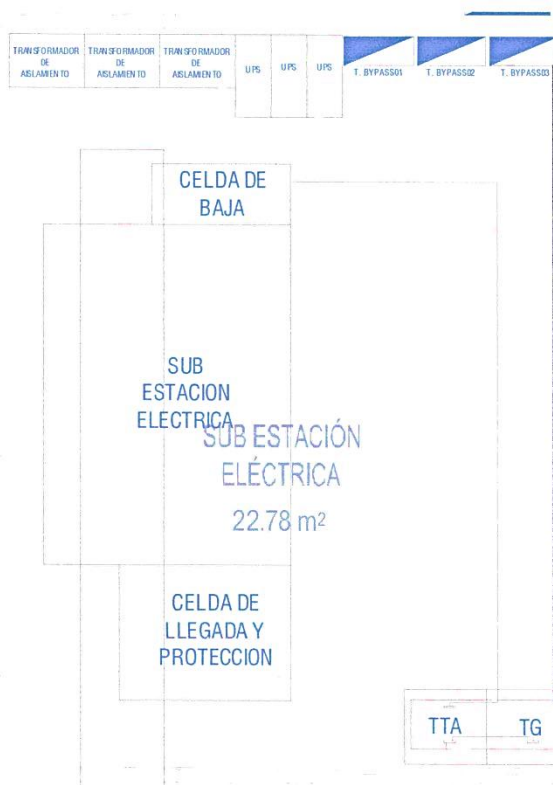 TRANSFORMADOR
DE
AISLAMIENTO
TRANSFORMADOR
DE
AISLAMIENTO
TRANSFORMADOR
DE
AISLAMIENTO
UPS
UPS
UPS
T. BYPASS01
T. BYPASS02
T. BYPASS03
CELDA DE
BAJA
SUB
ESTACION
ELECTRICA
SUB ESTACIÓN
ELÉCTRICA
22.78 m²
CELDA DE
LLEGADA Y
PROTECCION
TTA
TG